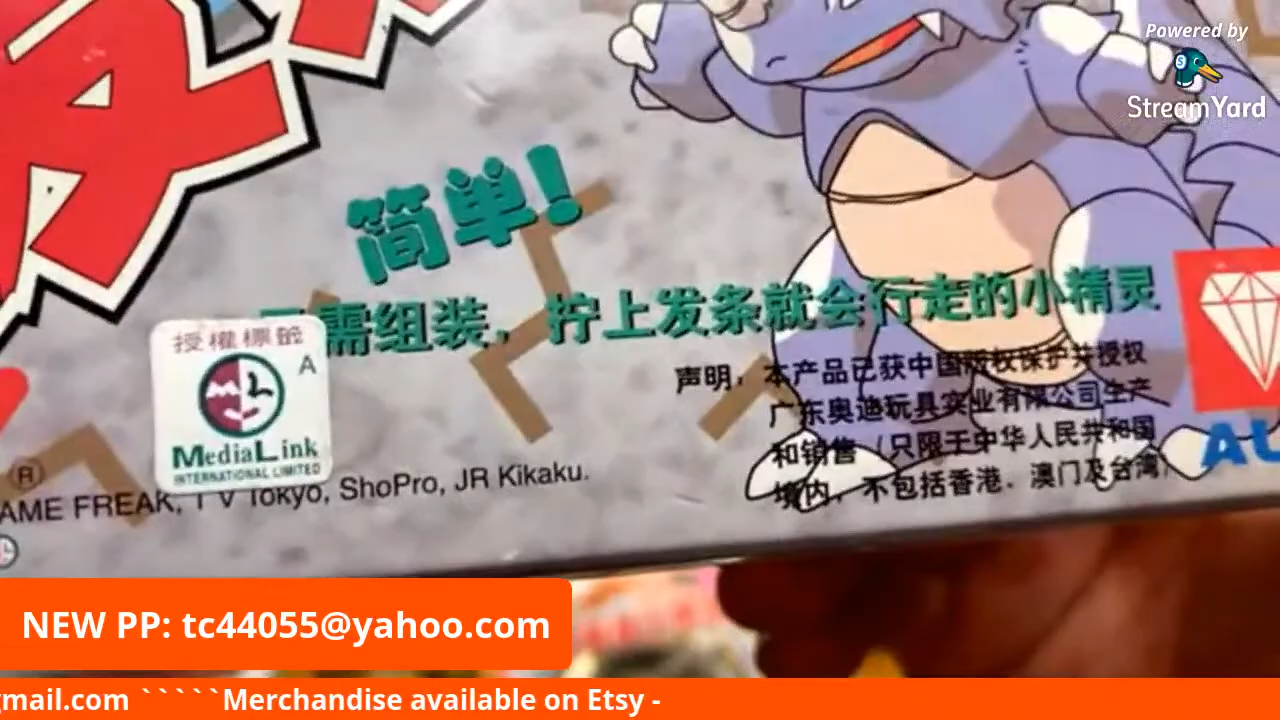 Powered by
StreamYard
简单!
需组装，拧上发条就会行走的小精灵
授權標籤
A
MediaLink
INTERNATIONAL LIMITED
®
AME FREAK, TV Tokyo, ShoPro, JR Kikaku.
声明：本产品已获中国版权保护并授权
广东奥迪玩具实业有限公司生产
和销售（只限于中华人民共和国
境内，不包括香港．澳门及台湾）
AU
NEW PP: tc44055@yahoo.com
gmail.com `````Merchandise available on Etsy -